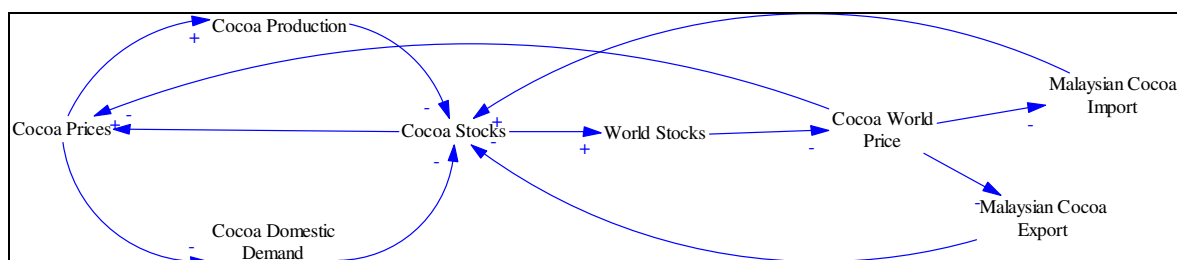 Cocoa Production
+
-
Malaysian Cocoa
Import
-
+
-
Cocoa Prices
Cocoa Stocks
+
-
+
World Stocks
-
Cocoa World
Price
-
-
Malaysian Cocoa
Export
-
Cocoa Domestic
Demand